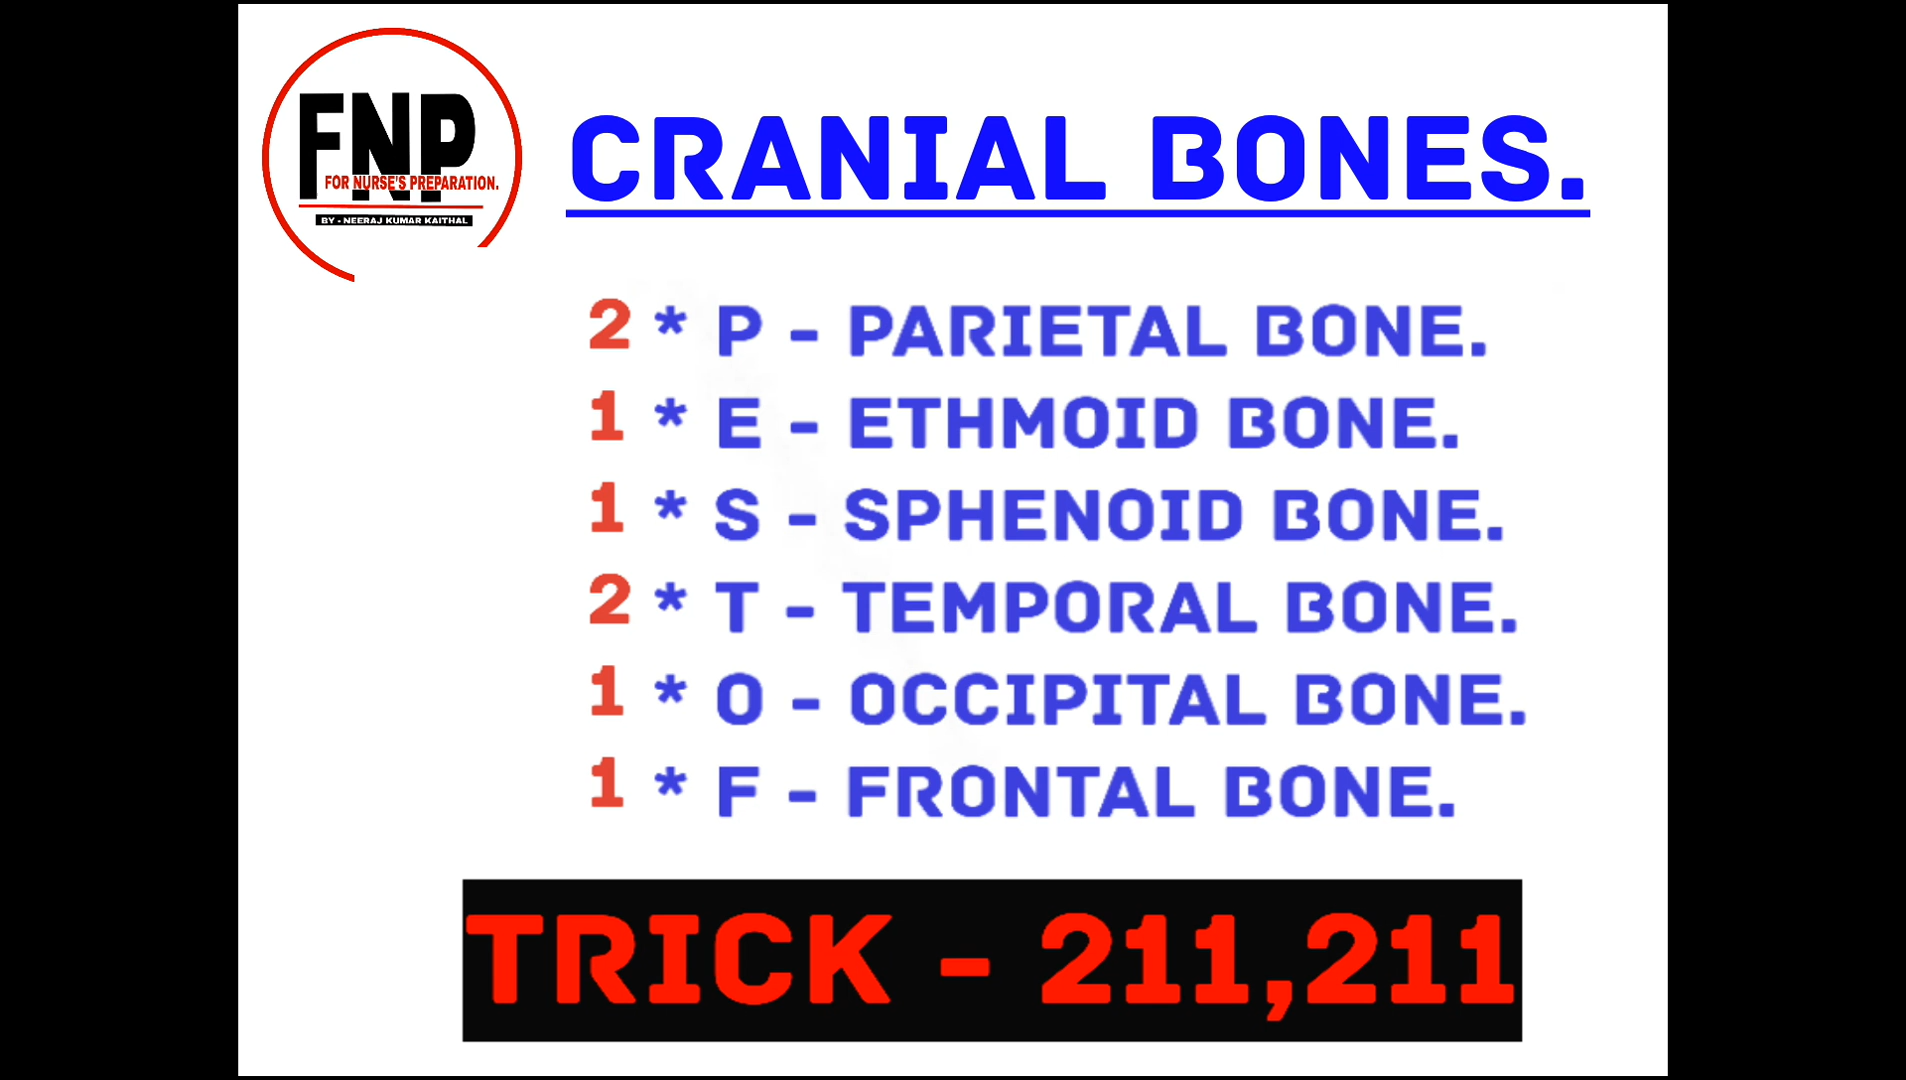 FNP
FOR NURSE'S PREPARATION.
BY - NEERAJ KUMAR KAITHAL
CRANIAL BONES.
2 * P - PARIETAL BONE.
1 * E - ETHMOID BONE.
1 * S - SPHENOID BONE.
2 * T - TEMPORAL BONE.
1 * O - OCCIPITAL BONE.
1 * F - FRONTAL BONE.
TRICK - 211,211